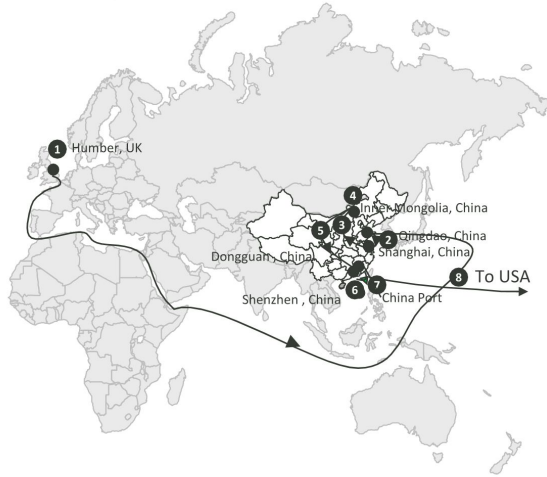 1 Humber, UK
4
Inner Mongolia, China
5 3
2 Qingdao, China
Shanghai, China
Dongguan, China
8 To USA
6 7
Shenzhen , China
China Port